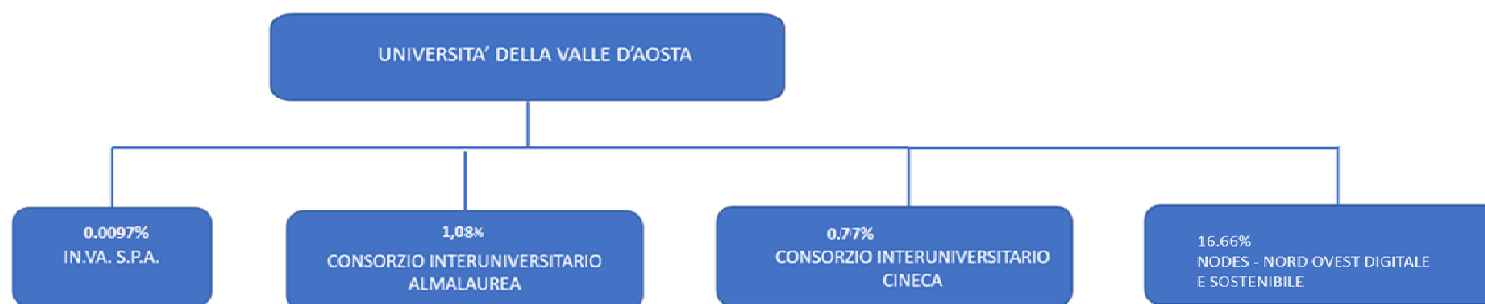 UNIVERSITA’ DELLA VALLE D’AOSTA
0.0097%
IN.VA. S.P.A.
1,08%
CONSORZIO INTERUNIVERSITARIO
ALMALAUREA
0.77%
CONSORZIO INTERUNIVERSITARIO
CINECA
16.66%
NODES - NORD OVEST DIGITALE
E SOSTENIBILE